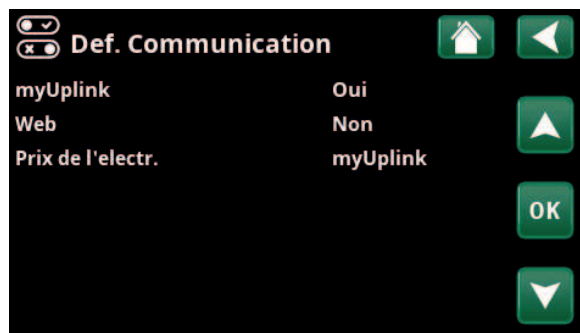 Def. Communication
myUplink Oui
Web Non
Prix de l'electr. myUplink
OK